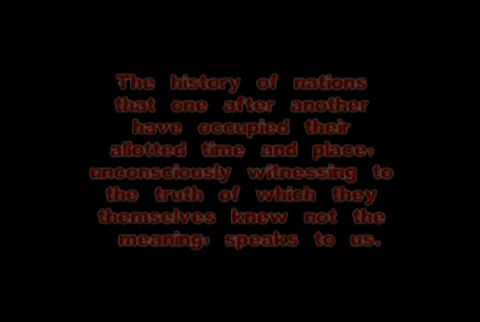 The history of nations
that one after another
have occupied their
allotted time and place,
unconsciously witnessing to
the truth of which they
themselves knew not the
meaning, speaks to us.